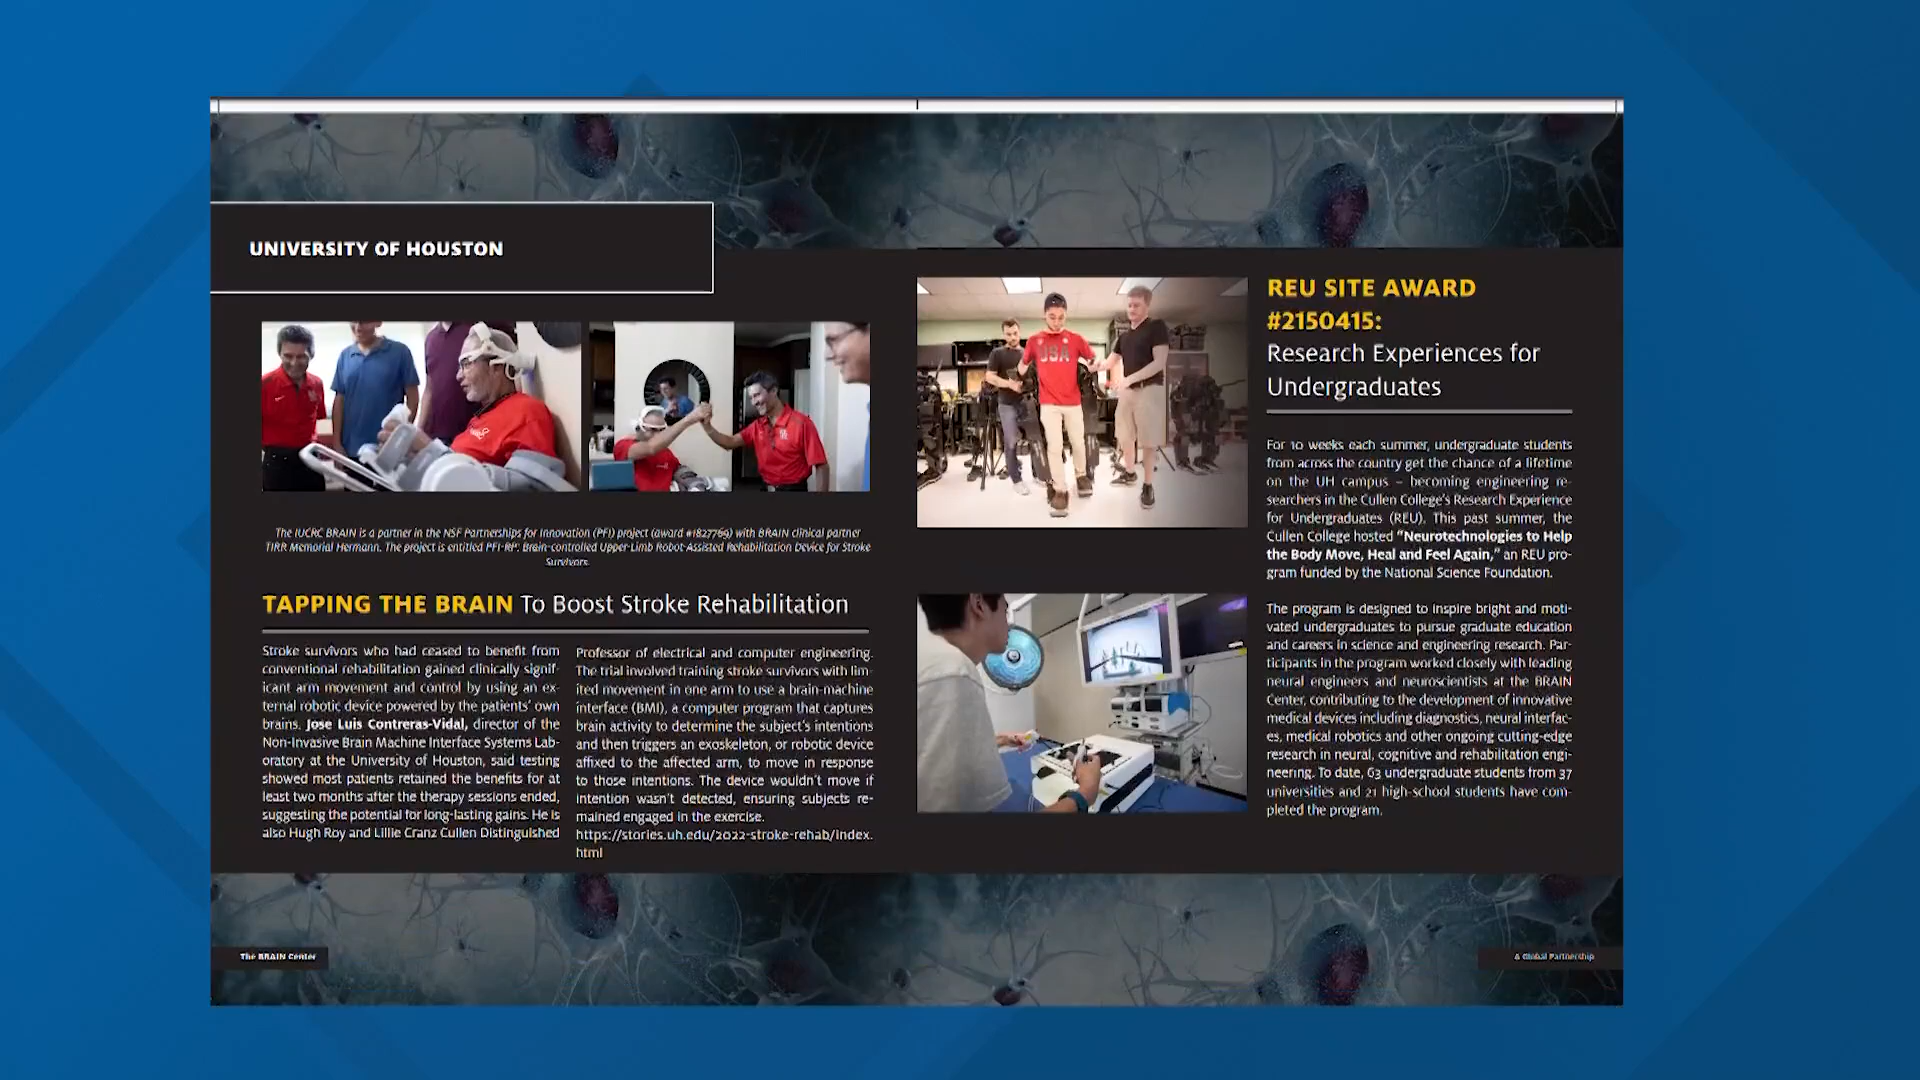 UNIVERSITY OF HOUSTON
The IUCRC BRAIN is a partner in the NSF Partnerships for Innovation (PFI) project (award #1827769) with BRAIN clinical partner
TIRR Memorial Hermann. The project is entitled PFI-RP: Brain-controlled Upper-Limb Robot-Assisted Rehabilitation Device for Stroke
Survivors.
TAPPING THE BRAIN To Boost Stroke Rehabilitation
Stroke survivors who had ceased to benefit from
conventional rehabilitation gained clinically signif-
icant arm movement and control by using an ex-
ternal robotic device powered by the patients' own
brains. Jose Luis Contreras-Vidal, director of the
Non-Invasive Brain Machine Interface Systems Lab-
oratory at the University of Houston, said testing
showed most patients retained the benefits for at
least two months after the therapy sessions ended,
suggesting the potential for long-lasting gains. He is
also Hugh Roy and Lillie Cranz Cullen Distinguished
Professor of electrical and computer engineering.
The trial involved training stroke survivors with lim-
ited movement in one arm to use a brain-machine
interface (BMI), a computer program that captures
brain activity to determine the subject's intentions
and then triggers an exoskeleton, or robotic device
affixed to the affected arm, to move in response
to those intentions. The device wouldn't move if
intention wasn't detected, ensuring subjects re-
mained engaged in the exercise.
https://stories.uh.edu/2022-stroke-rehab/index.
html
USA
REU SITE AWARD
#2150415:
Research Experiences for
Undergraduates
For 10 weeks each summer, undergraduate students
from across the country get the chance of a lifetime
on the UH campus – becoming engineering re-
searchers in the Cullen College's Research Experience
for Undergraduates (REU). This past summer, the
Cullen College hosted "Neurotechnologies to Help
the Body Move, Heal and Feel Again," an REU pro-
gram funded by the National Science Foundation.
The program is designed to inspire bright and moti-
vated undergraduates to pursue graduate education
and careers in science and engineering research. Par-
ticipants in the program worked closely with leading
neural engineers and neuroscientists at the BRAIN
Center, contributing to the development of innovative
medical devices including diagnostics, neural interfac-
es, medical robotics and other ongoing cutting-edge
research in neural, cognitive and rehabilitation engi-
neering. To date, 63 undergraduate students from 37
universities and 21 high-school students have com-
pleted the program.
The BRAIN Center
A Global Partnership